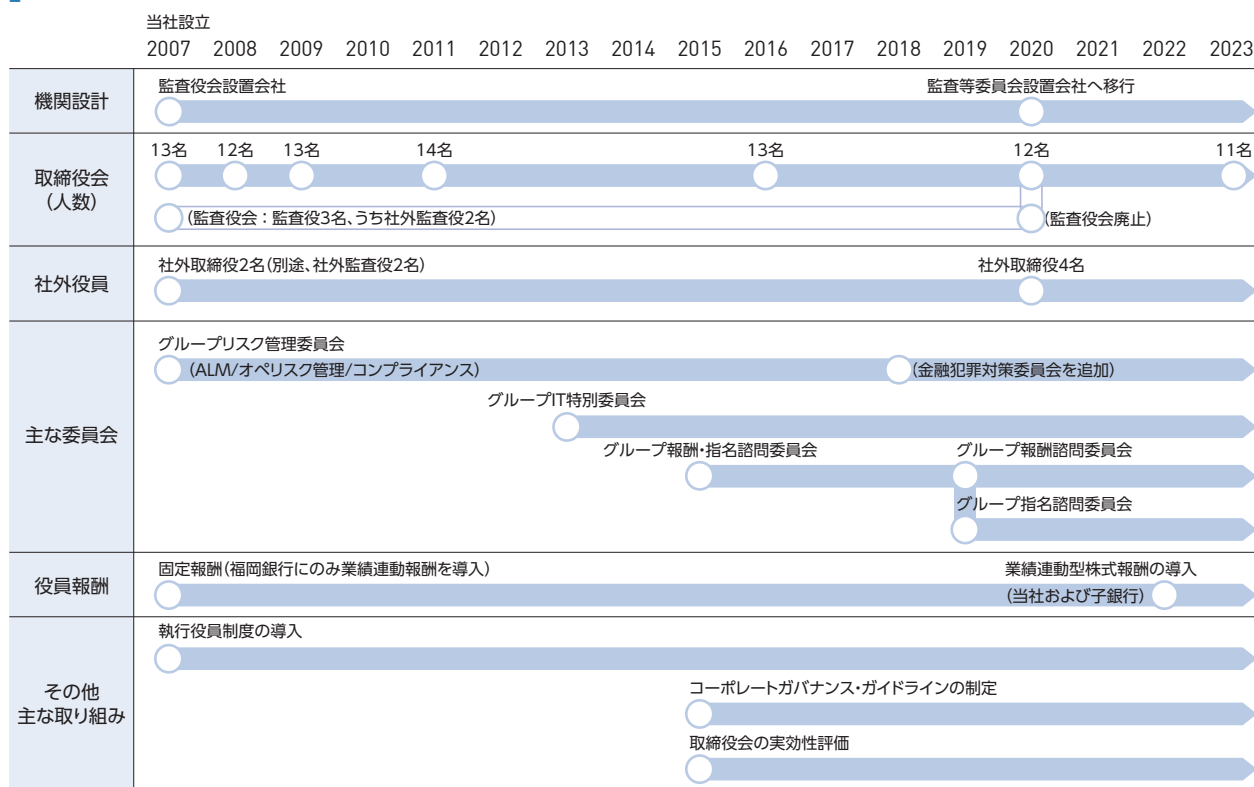 当社設立
2007 2008 2009 2010 2011 2012 2013 2014 2015 2016 2017 2018 2019 2020 2021 2022 2023
機関設計
監査役会設置会社 監査等委員会設置会社へ移行
取締役会
(人数)
13名 12名 13名 14名 13名 12名 11名
(監査役会：監査役3名、うち社外監査役2名) (監査役会廃止)
社外役員
社外取締役2名(別途、社外監査役2名) 社外取締役4名
主な委員会
グループリスク管理委員会
(ALM/オペリスク管理/コンプライアンス) (金融犯罪対策委員会を追加)
グループIT特別委員会
グループ報酬・指名諮問委員会 グループ報酬諮問委員会
グループ指名諮問委員会
役員報酬
固定報酬(福岡銀行にのみ業績連動報酬を導入) 業績連動型株式報酬の導入
(当社および子銀行)
その他
主な取り組み
執行役員制度の導入
コーポレートガバナンス・ガイドラインの制定
取締役会の実効性評価